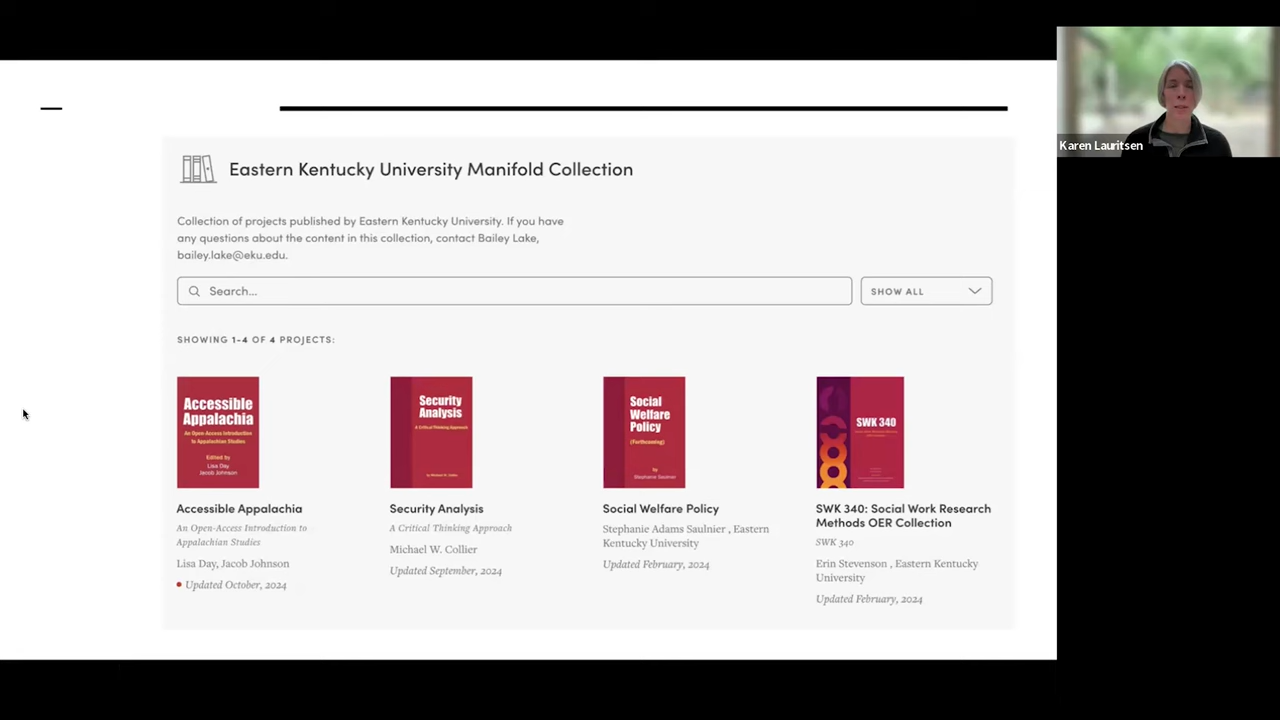 Eastern Kentucky University Manifold Collection
Collection of projects published by Eastern Kentucky University. If you have
any questions about the content in this collection, contact Bailey Lake,
bailey.lake@eku.edu.
Search...
SHOW ALL
SHOWING 1-4 OF 4 PROJECTS:
Accessible
Appalachia
An Open-Access Introduction
to Appalachian Studies
Edited by
Lisa Day
Jacob Johnson
Security
Analysis
A Critical Thinking Approach
by Michael W. Collier
Social
Welfare
Policy
(Forthcoming)
by
Stephanie Saulnier
SWK 340
Accessible Appalachia
An Open-Access Introduction to
Appalachian Studies
Lisa Day, Jacob Johnson
Updated October, 2024
Security Analysis
A Critical Thinking Approach
Michael W. Collier
Updated September, 2024
Social Welfare Policy
Stephanie Adams Saulnier , Eastern
Kentucky University
Updated February, 2024
SWK 340: Social Work Research
Methods OER Collection
SWK 340
Erin Stevenson , Eastern Kentucky
University
Updated February, 2024
Karen Lauritsen